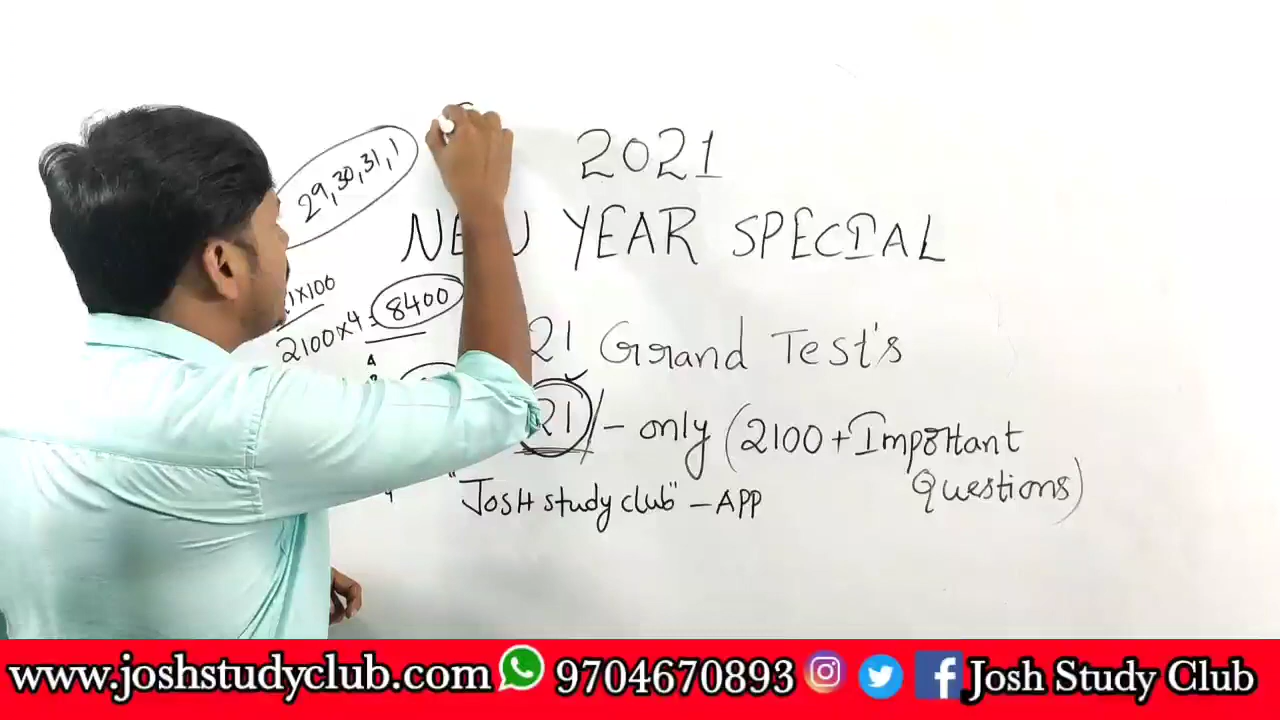 2021
29,30,31,1
NEW YEAR SPECIAL
1x100
2100x4 = 8400
21 Grand Test's
21/- only (2100 + Important
Questions)
"JOSH study club" - APP
www.joshstudyclub.com 9704670893 Josh Study Club